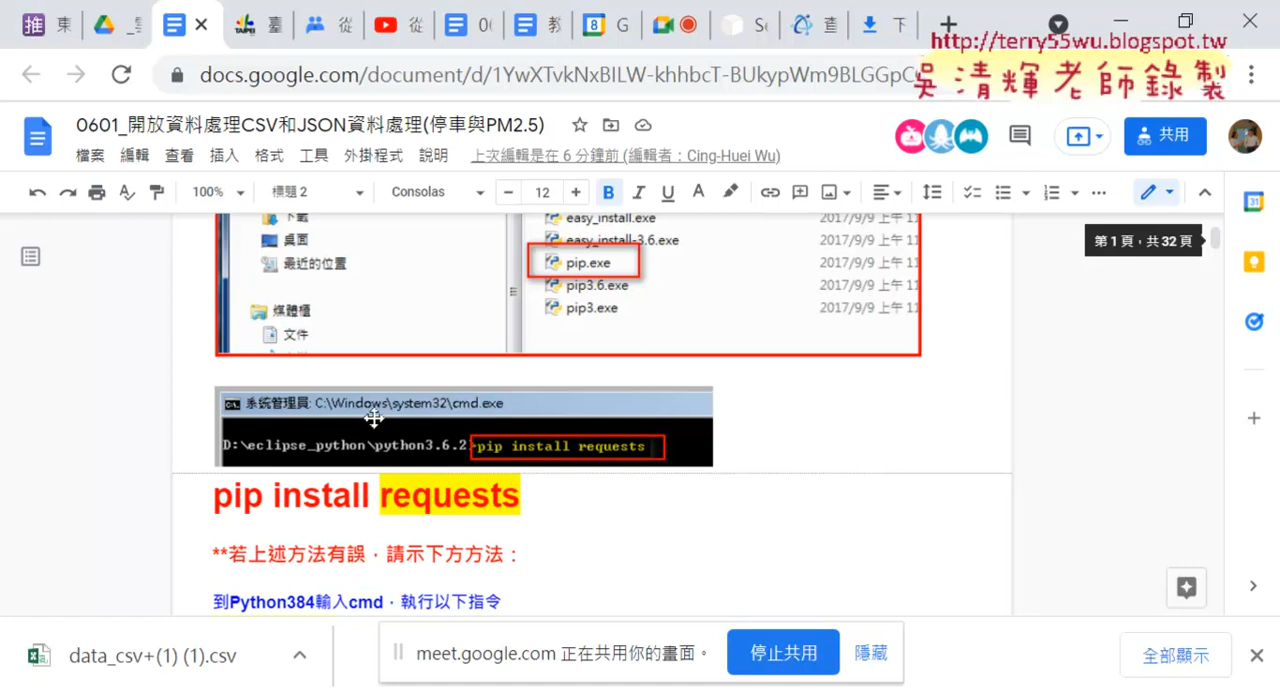 推 東
臺
從
從
0(
教
8 G
Se
直
下
http://terry55wu.blogspot.tw
docs.google.com/document/d/1YwXTvkNxBILW-khhbcT-BUkypWm9BLGGpC
吳清輝老師錄製
0601_開放資料處理CSV和JSON資料處理(停車與PM2.5)
檔案 編輯 查看 插入 格式 工具 外掛程式 說明 上次編輯是在 6 分鐘前 (編輯者：Cing-Huei Wu)
共用
100% 標題 2 Consolas − 12 + B I U A
31
下載 easy_install.exe 2017/9/9 上午 11
桌面 easy_install-3.6.exe 2017/9/9 上午 11
第 1 頁，共 32 頁
最近的位置 pip.exe 2017/9/9 上午 11
pip3.6.exe 2017/9/9 上午 11
媒體櫃 pip3.exe 2017/9/9 上午 11
文件
系統管理員: C:\Windows\system32\cmd.exe
D:\eclipse_python\python3.6.2>pip install requests
pip install requests
**若上述方法有誤，請示下方方法：
到Python384輸入cmd，執行以下指令
data_csv+(1) (1).csv
meet.google.com 正在共用你的畫面。 停止共用 隱藏
全部顯示